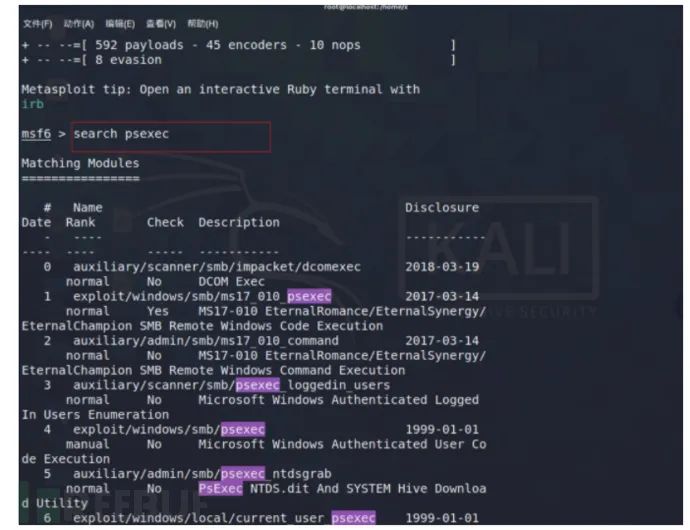 root@localhost: /home/x
文件(F) 动作(A) 编辑(E) 查看(V) 帮助(H)
+ -- --=[ 592 payloads - 45 encoders - 10 nops ]
+ -- --=[ 8 evasion ]
Metasploit tip: Open an interactive Ruby terminal with
irb
msf6 > search psexec
Matching Modules
================
# Name Disclosure
Date Rank Check Description
- ---- -----------
---- ---- ----- -----------
0 auxiliary/scanner/smb/impacket/dcomexec 2018-03-19
normal No DCOM Exec
1 exploit/windows/smb/ms17_010_psexec 2017-03-14
normal Yes MS17-010 EternalRomance/EternalSynergy/
EternalChampion SMB Remote Windows Code Execution
2 auxiliary/admin/smb/ms17_010_command 2017-03-14
normal No MS17-010 EternalRomance/EternalSynergy/
EternalChampion SMB Remote Windows Command Execution
3 auxiliary/scanner/smb/psexec_loggedin_users
normal No Microsoft Windows Authenticated Logged
In Users Enumeration
4 exploit/windows/smb/psexec 1999-01-01
manual No Microsoft Windows Authenticated User Co
de Execution
5 auxiliary/admin/smb/psexec_ntdsgrab
normal No PsExec NTDS.dit And SYSTEM Hive Downloa
d Utility
6 exploit/windows/local/current_user_psexec 1999-01-01
KALI
SECURITY